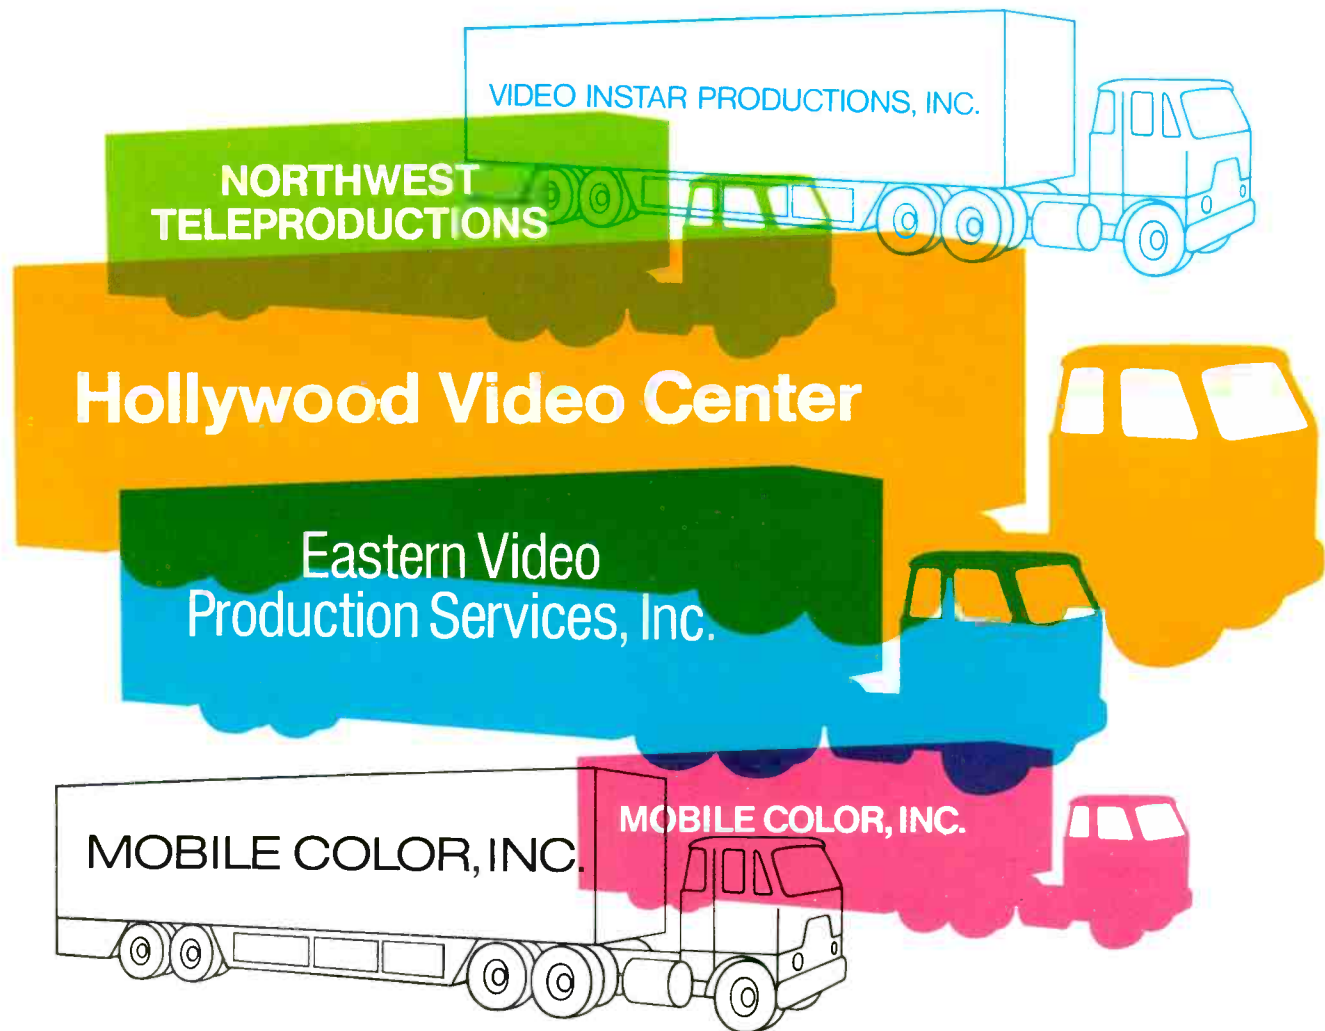 VIDEO INSTAR PRODUCTIONS, INC.
NORTHWEST
TELEPRODUCTIONS
Hollywood Video Center
Eastern Video
Production Services, Inc.
MOBILE COLOR, INC.
MOBILE COLOR, INC.